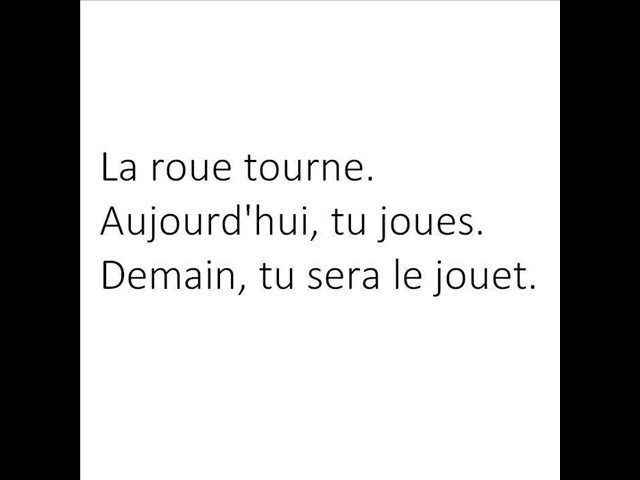 La roue tourne.
Aujourd'hui, tu joues.
Demain, tu sera le jouet.